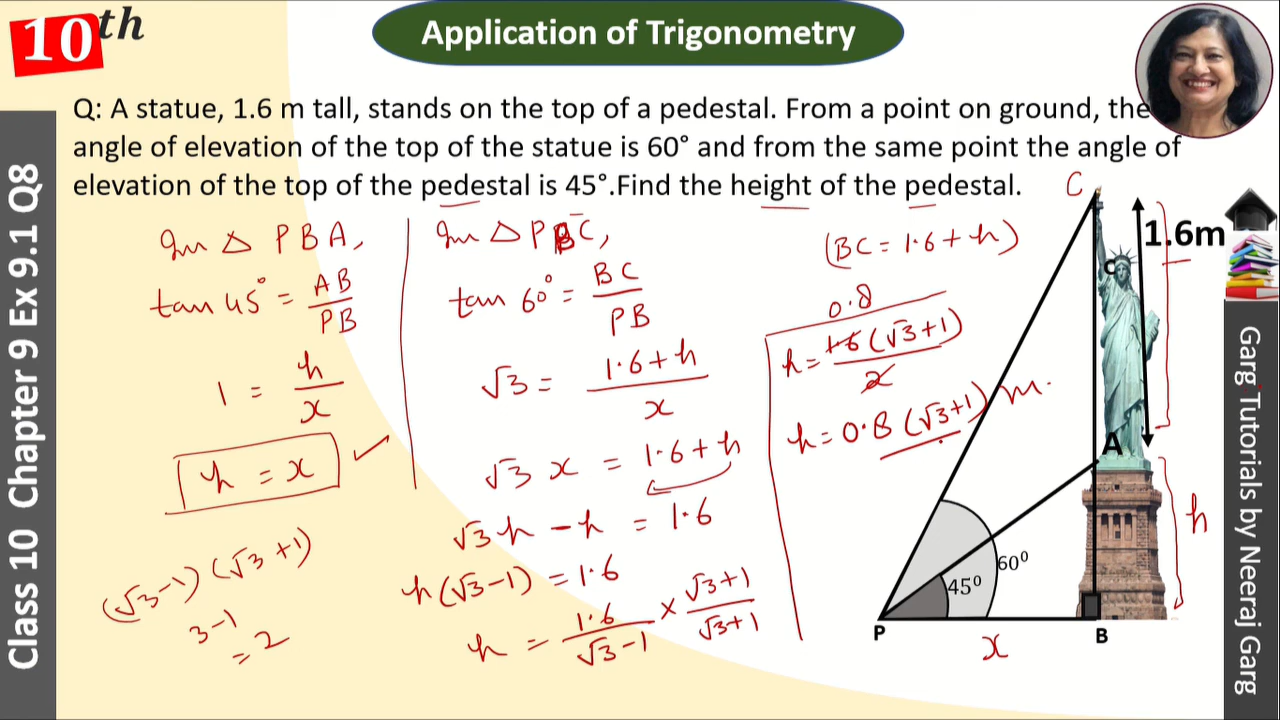 10th
Application of Trigonometry
Q: A statue, 1.6 m tall, stands on the top of a pedestal. From a point on ground, the
angle of elevation of the top of the statue is 60° and from the same point the angle of
elevation of the top of the pedestal is 45°.Find the height of the pedestal.
In △ PBA,
tan 45° = AB/PB
1 = h/x
h = x ✓
(√3-1) (√3+1)
3-1
= 2
In △ PBC,
tan 60° = BC/PB
√3 = 1.6+h/x
√3 x = 1.6+h
√3 h - h = 1.6
h(√3-1) = 1.6
h = 1.6/√3-1 × √3+1/√3+1
(BC = 1.6+h)
0.8
h = 1.6(√3+1)/2
h = 0.8 (√3+1) m.
C
1.6m
C
A
h
60⁰
45⁰
P
x
B
Class 10 Chapter 9 Ex 9.1 Q8
Garg Tutorials by Neeraj Garg